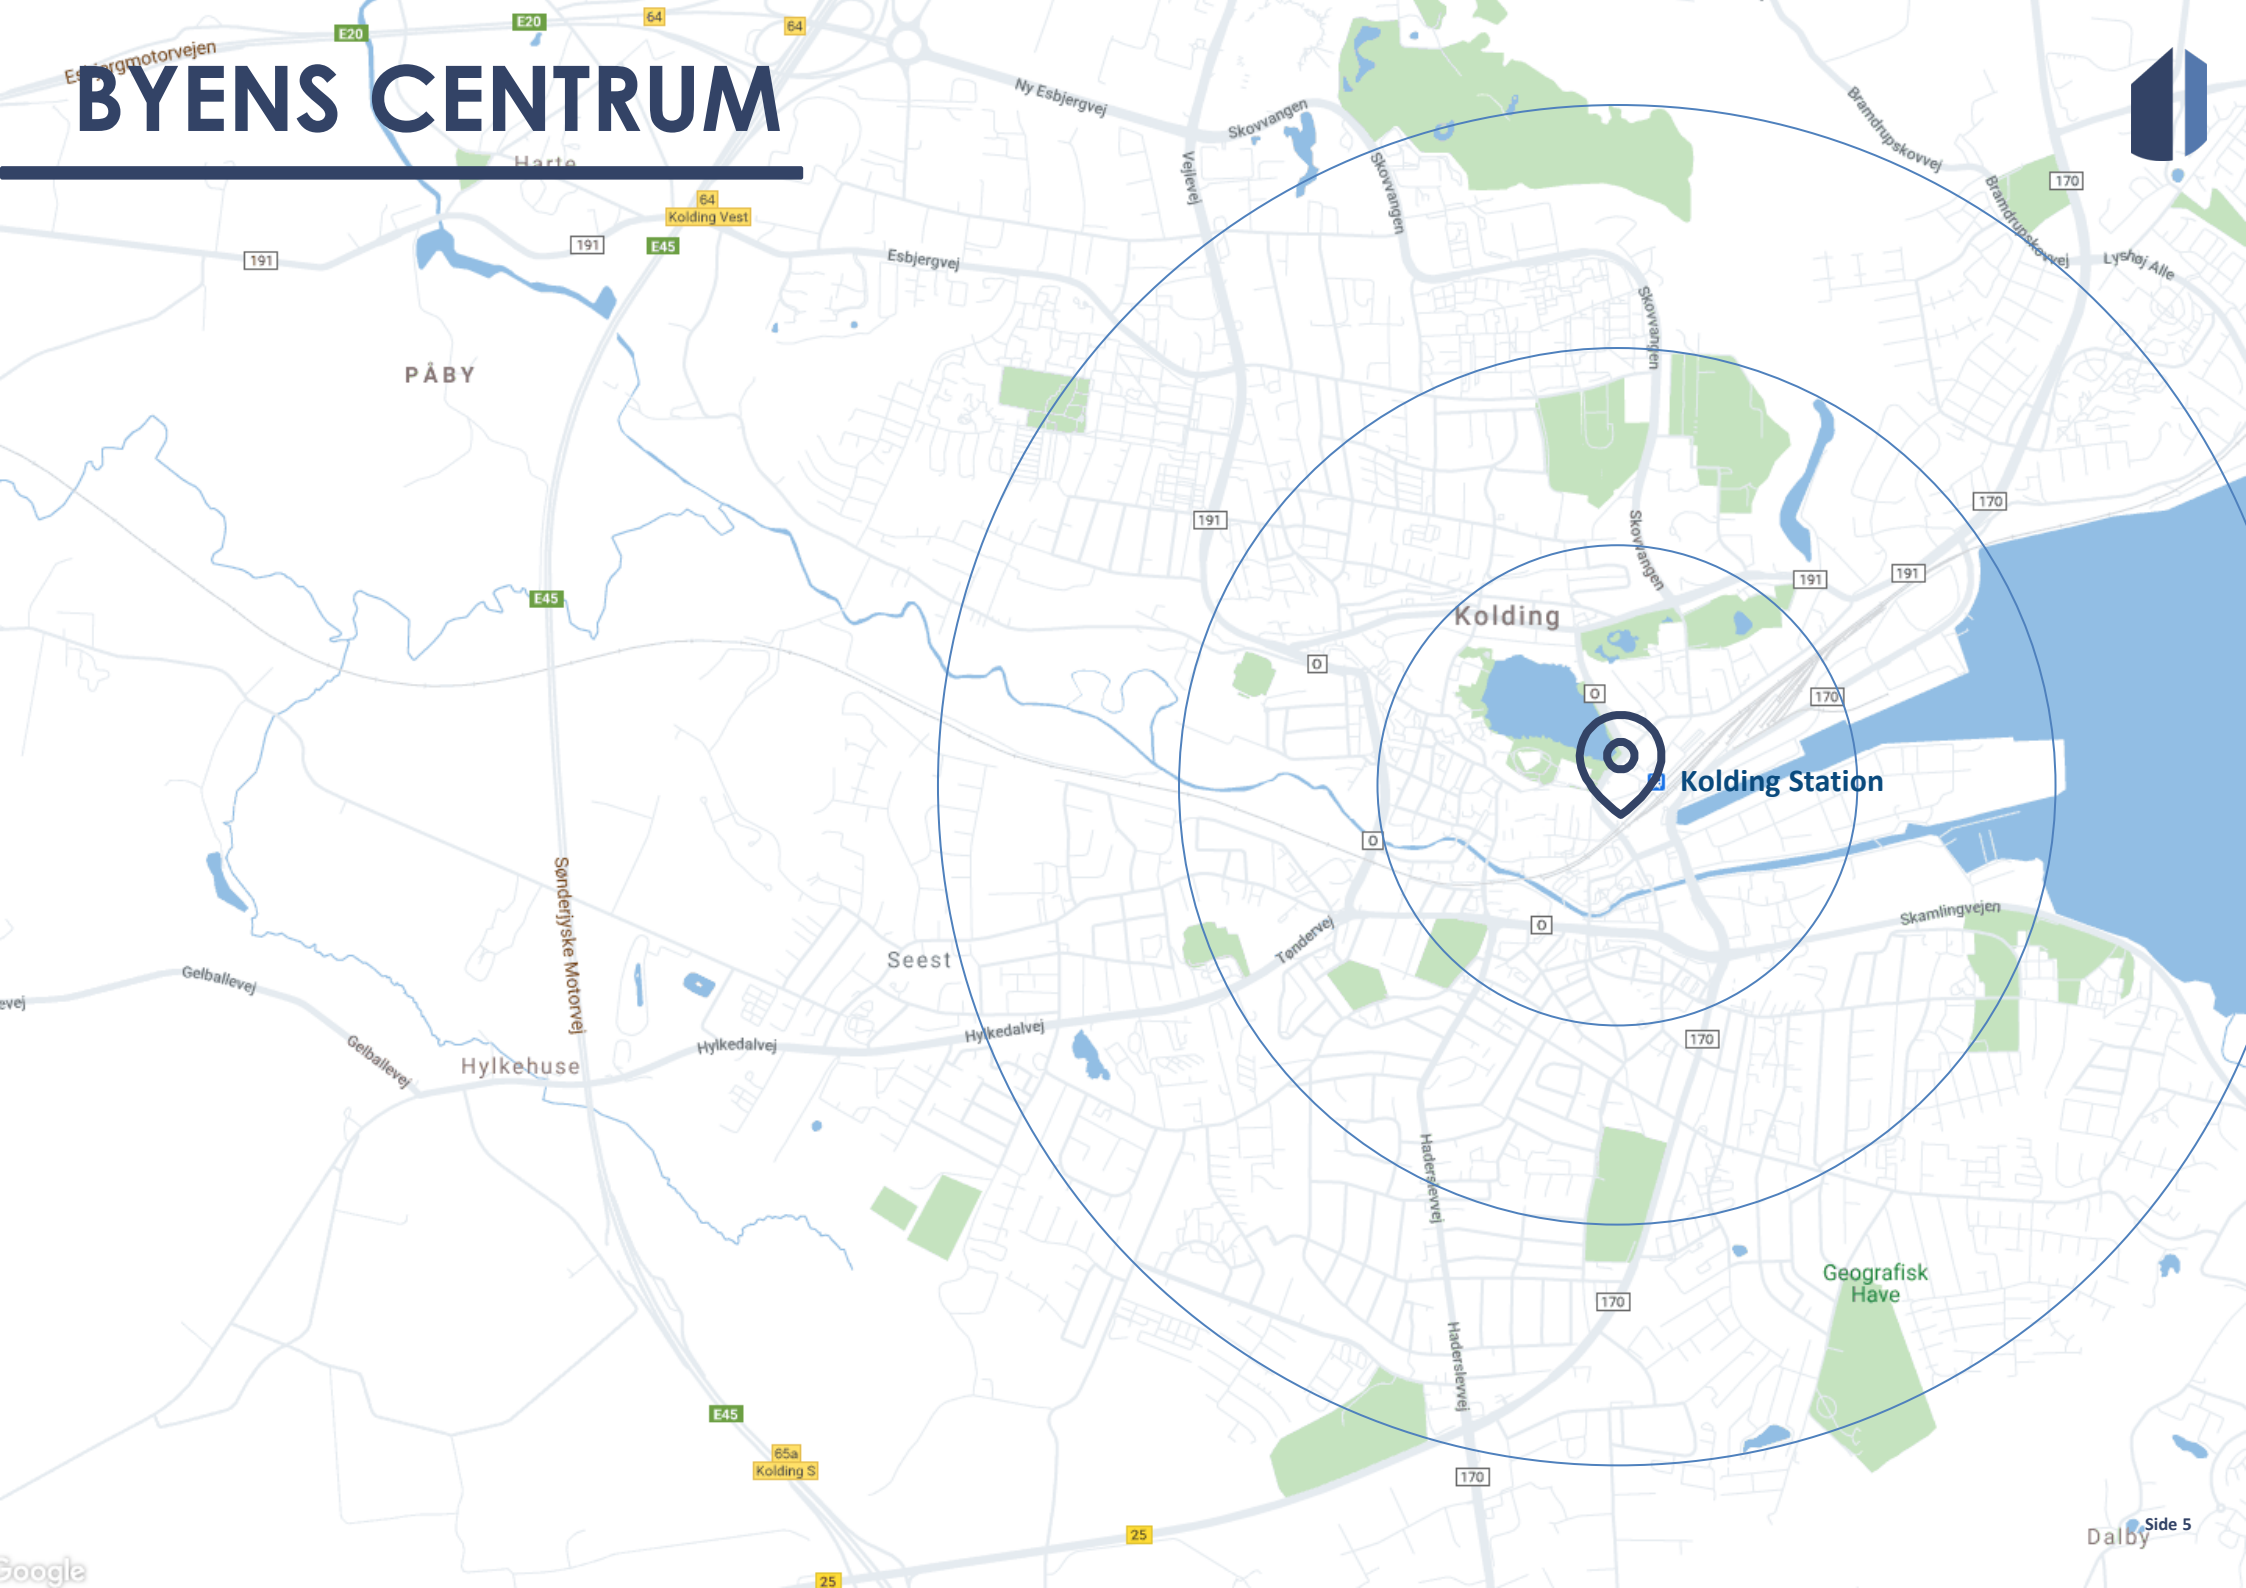 E20
E20
64
64
Esbjergmotorvejen
BYENS CENTRUM
Ny Esbjergvej
Skovvangen
Bramdrupskovvej
Harte
Vejlevej
Skovvangen
170
Bramdrupskovvej
64
Kolding Vest
191
191
E45
Esbjergvej
Lyshøj Alle
Skovvangen
PÅBY
191
170
Skovvangen
E45
191
191
Kolding
O
O
170
Kolding Station
O
Sønderjyske Motorvej
Skamlingvejen
O
Tøndervej
Seest
Gelballevej
evej
Hylkedalvej
Hylkedalvej
170
Gelballevej
Hylkehuse
Haderslevvej
Geografisk
Have
170
Haderslevvej
E45
65a
Kolding S
170
25
Side 5
Dalby
Google
25